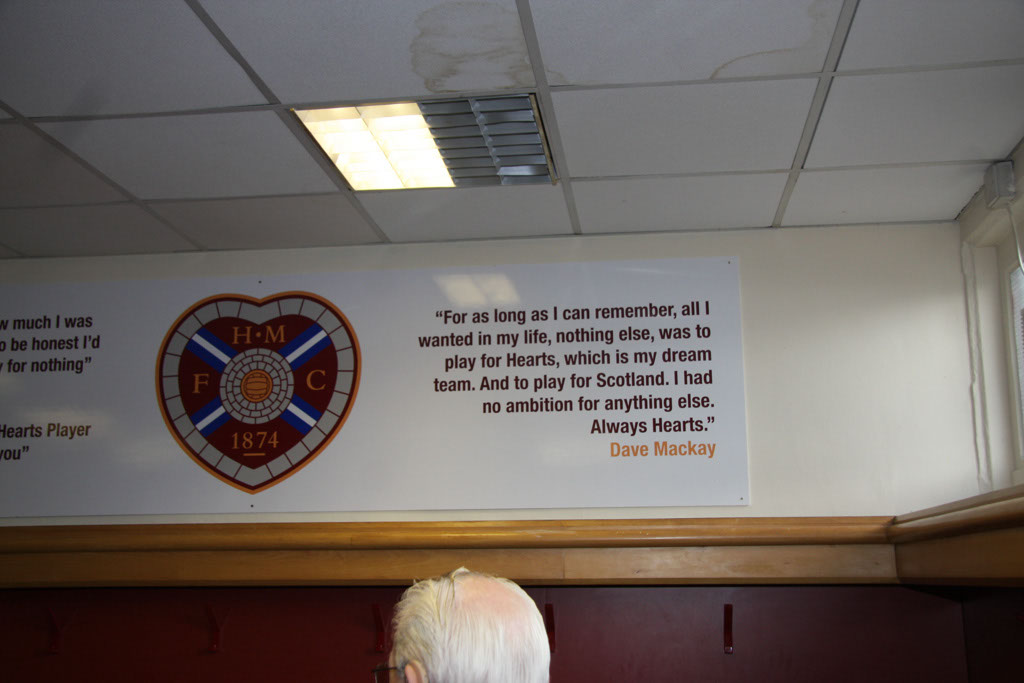 w much I was
o be honest I'd
for nothing”
Hearts Player
you”
H·M
F C
1874
“For as long as I can remember, all I
wanted in my life, nothing else, was to
play for Hearts, which is my dream
team. And to play for Scotland. I had
no ambition for anything else.
Always Hearts.”
Dave Mackay